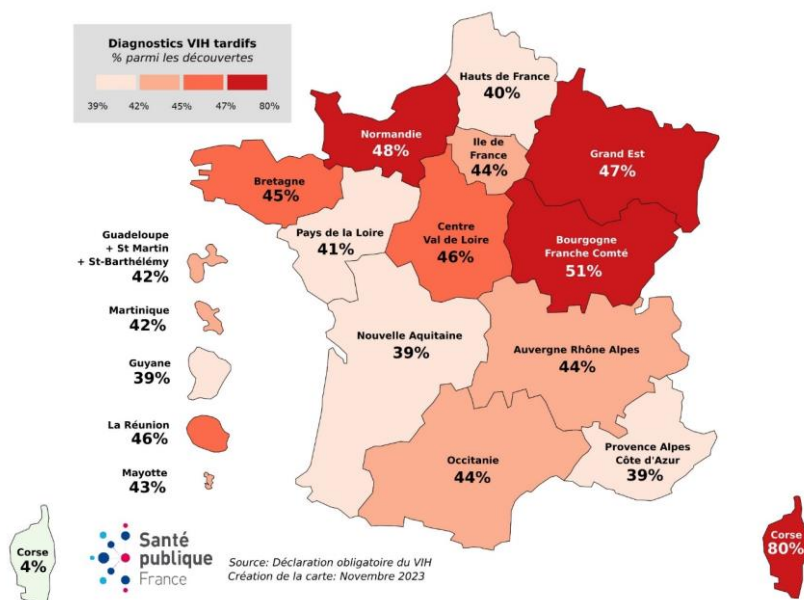 Diagnostics VIH tardifs
% parmi les découvertes
39% 42% 45% 47% 80%
Hauts de France
40%
Normandie
48%
Ile de
France
44%
Grand Est
47%
Bretagne
45%
Pays de la Loire
41%
Centre
Val de Loire
46%
Bourgogne
Franche Comté
51%
Guadeloupe
+ St Martin
+ St-Barthélémy
42%
Martinique
42%
Guyane
39%
La Réunion
46%
Mayotte
43%
Nouvelle Aquitaine
39%
Auvergne Rhône Alpes
44%
Occitanie
44%
Provence Alpes
Côte d'Azur
39%
Corse
4%
Santé
publique
France
Source: Déclaration obligatoire du VIH
Création de la carte: Novembre 2023
Corse
80%